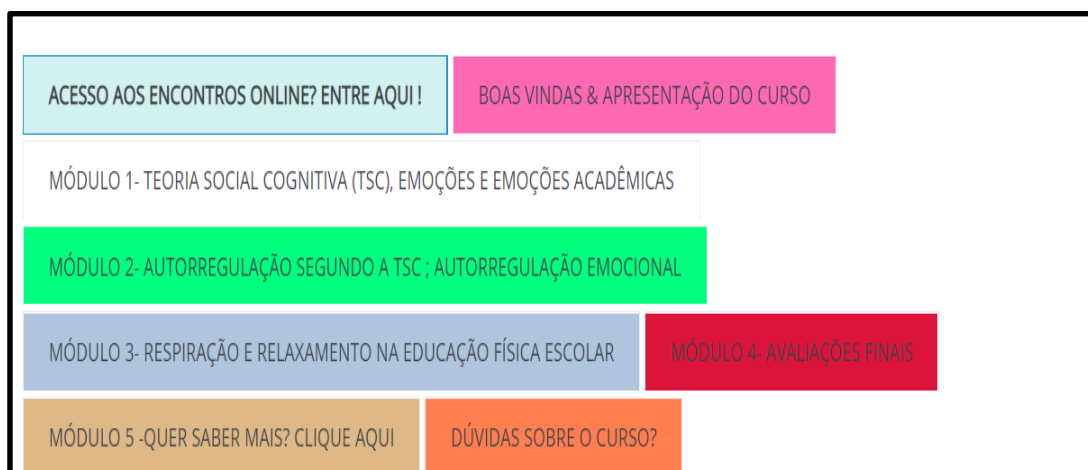 ACESSO AOS ENCONTROS ONLINE? ENTRE AQUI !
BOAS VINDAS & APRESENTAÇÃO DO CURSO
MÓDULO 1- TEORIA SOCIAL COGNITIVA (TSC), EMOÇÕES E EMOÇÕES ACADÊMICAS
MÓDULO 2- AUTORREGULAÇÃO SEGUNDO A TSC ; AUTORREGULAÇÃO EMOCIONAL
MÓDULO 3- RESPIRAÇÃO E RELAXAMENTO NA EDUCAÇÃO FÍSICA ESCOLAR
MÓDULO 4- AVALIAÇÕES FINAIS
MÓDULO 5 -QUER SABER MAIS? CLIQUE AQUI
DÚVIDAS SOBRE O CURSO?